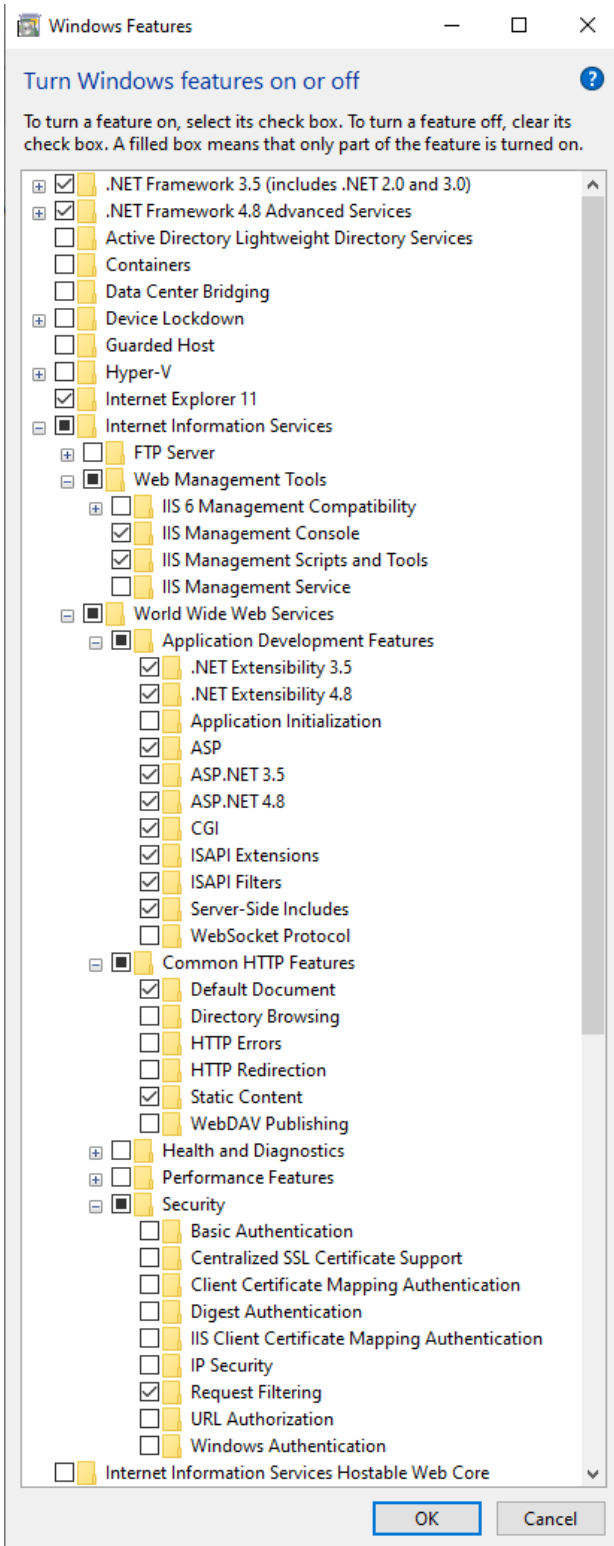 Windows Features
Turn Windows features on or off
To turn a feature on, select its check box. To turn a feature off, clear its
check box. A filled box means that only part of the feature is turned on.
.NET Framework 3.5 (includes .NET 2.0 and 3.0)
.NET Framework 4.8 Advanced Services
Active Directory Lightweight Directory Services
Containers
Data Center Bridging
Device Lockdown
Guarded Host
Hyper-V
Internet Explorer 11
Internet Information Services
FTP Server
Web Management Tools
IIS 6 Management Compatibility
IIS Management Console
IIS Management Scripts and Tools
IIS Management Service
World Wide Web Services
Application Development Features
.NET Extensibility 3.5
.NET Extensibility 4.8
Application Initialization
ASP
ASP.NET 3.5
ASP.NET 4.8
CGI
ISAPI Extensions
ISAPI Filters
Server-Side Includes
WebSocket Protocol
Common HTTP Features
Default Document
Directory Browsing
HTTP Errors
HTTP Redirection
Static Content
WebDAV Publishing
Health and Diagnostics
Performance Features
Security
Basic Authentication
Centralized SSL Certificate Support
Client Certificate Mapping Authentication
Digest Authentication
IIS Client Certificate Mapping Authentication
IP Security
Request Filtering
URL Authorization
Windows Authentication
Internet Information Services Hostable Web Core
OK
Cancel